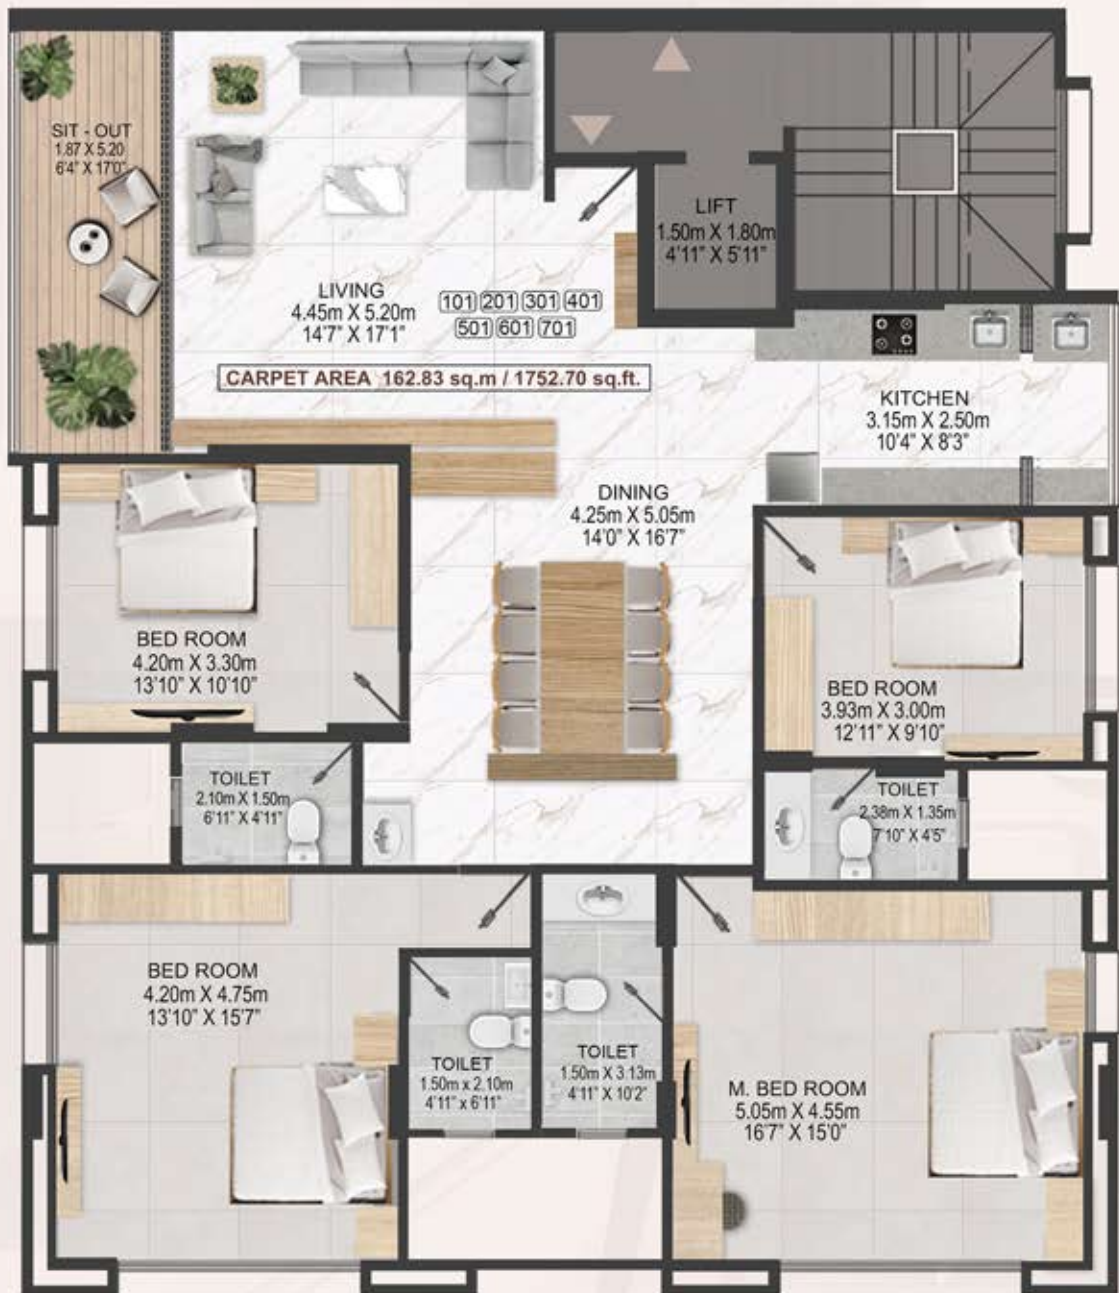 SIT - OUT
1.87 X 5.20
6'4" X 17'0"
LIFT
1.50m X 1.80m
4'11" X 5'11"
LIVING
4.45m X 5.20m
14'7" X 17'1"
101 201 301 401
501 601 701
CARPET AREA 162.83 sq.m / 1752.70 sq.ft.
KITCHEN
3.15m X 2.50m
10'4" X 8'3"
DINING
4.25m X 5.05m
14'0" X 16'7"
BED ROOM
4.20m X 3.30m
13'10" X 10'10"
BED ROOM
3.93m X 3.00m
12'11" X 9'10"
TOILET
2.10m X 1.50m
6'11" X 4'11"
TOILET
2.38m X 1.35m
7'10" X 4'5"
BED ROOM
4.20m X 4.75m
13'10" X 15'7"
TOILET
1.50m x 2.10m
4'11" x 6'11"
TOILET
1.50m X 3.13m
4'11" X 10'2"
M. BED ROOM
5.05m X 4.55m
16'7" X 15'0"